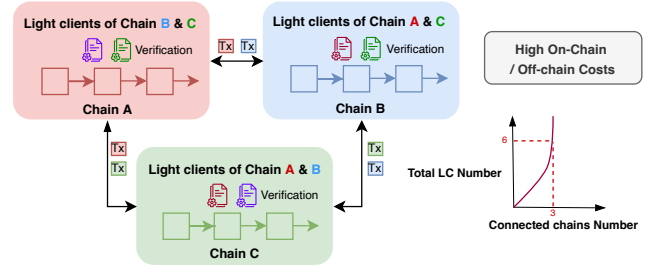 Light clients of Chain B & C
Verification
Chain A
Tx Tx
Light clients of Chain A & C
Verification
Chain B
High On-Chain
/ Off-chain Costs
Tx
Tx
Tx
Tx
Light clients of Chain A & B
Verification
Chain C
6
Total LC Number
3
Connected chains Number